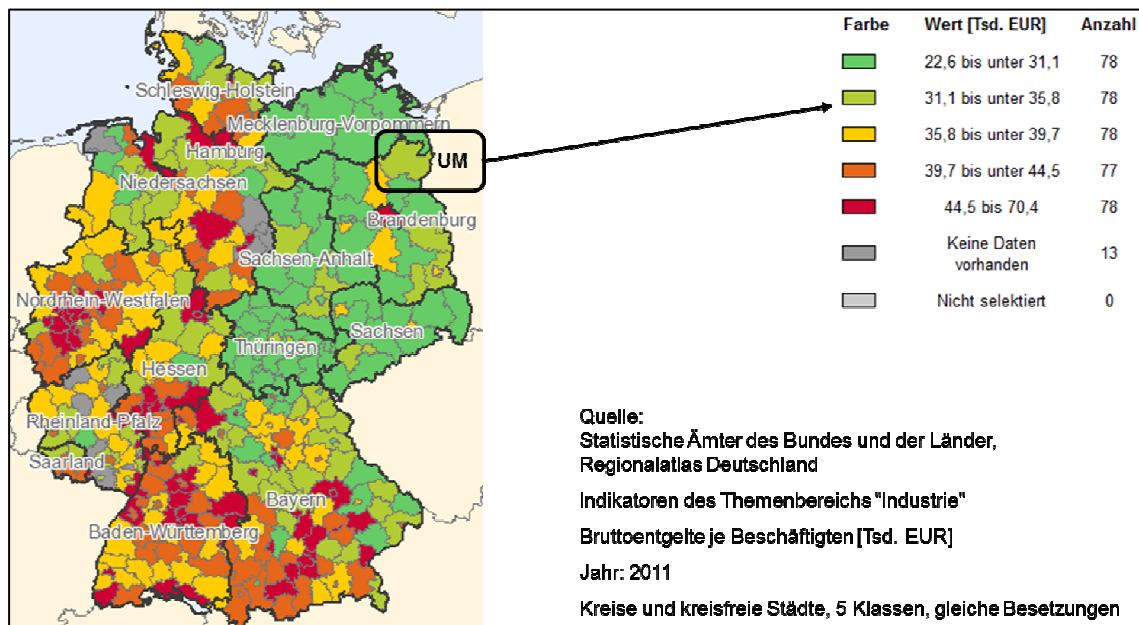 Schleswig-Holstein
Mecklenburg-Vorpommern
Hamburg
UM
Niedersachsen
Brandenburg
Sachsen-Anhalt
Nordrhein-Westfalen
Sachsen
Thüringen
Hessen
Rheinland-Pfalz
Saarland
Bayern
Baden-Württemberg
Farbe Wert [Tsd. EUR] Anzahl
22,6 bis unter 31,1 78
31,1 bis unter 35,8 78
35,8 bis unter 39,7 78
39,7 bis unter 44,5 77
44,5 bis 70,4 78
Keine Daten
vorhanden 13
Nicht selektiert 0
Quelle:
Statistische Ämter des Bundes und der Länder,
Regionalatlas Deutschland
Indikatoren des Themenbereichs "Industrie"
Bruttoentgelte je Beschäftigten [Tsd. EUR]
Jahr: 2011
Kreise und kreisfreie Städte, 5 Klassen, gleiche Besetzungen